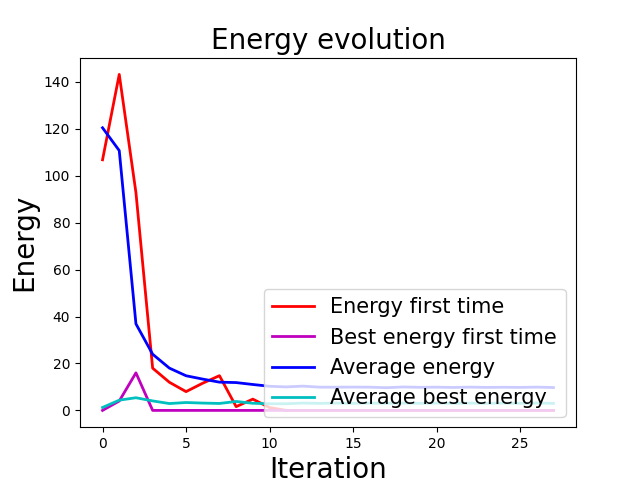 Energy evolution
Energy
140
120
100
80
60
40
20
0
Energy first time
Best energy first time
Average energy
Average best energy
0 5 10 15 20 25
Iteration